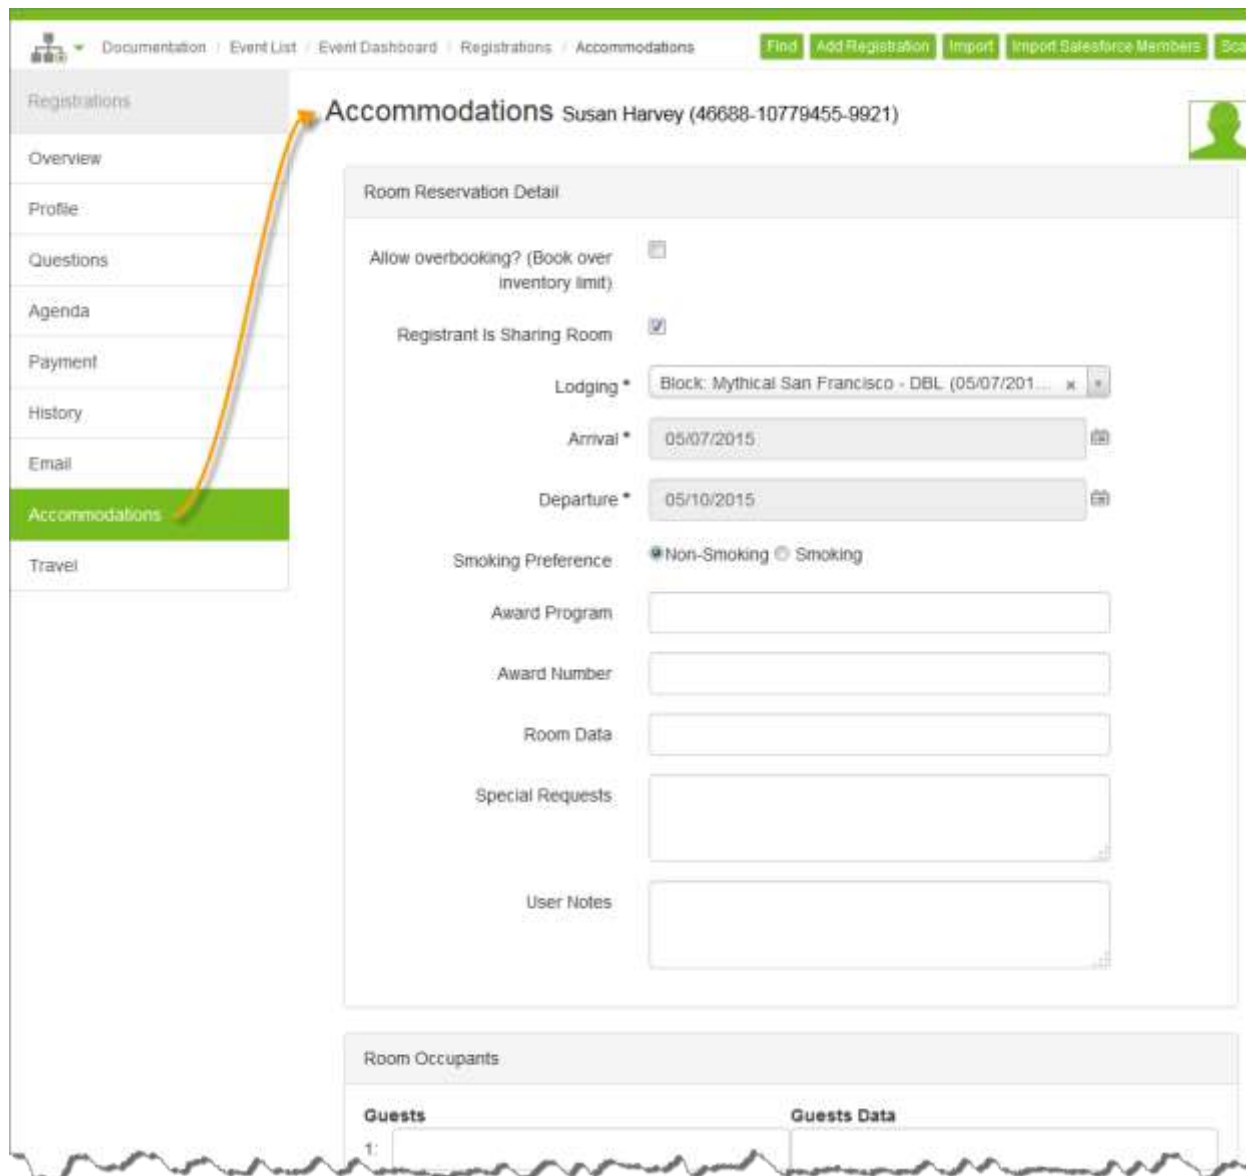 Documentation / Event List / Event Dashboard / Registrations / Accommodations Find Add Registration Import Import Salesforce Members
Registrations
Accommodations Susan Harvey (46688-10779455-9921)
Overview
Profile
Questions
Agenda
Payment
History
Email
Accommodations
Travel
Room Reservation Detail
Allow overbooking? (Book over
inventory limit)
Registrant Is Sharing Room
Lodging * Block: Mythical San Francisco - DBL (05/07/201... x
Arrival * 05/07/2015
Departure * 05/10/2015
Smoking Preference Non-Smoking Smoking
Award Program
Award Number
Room Data
Special Requests
User Notes
Room Occupants
Guests Guests Data
1: